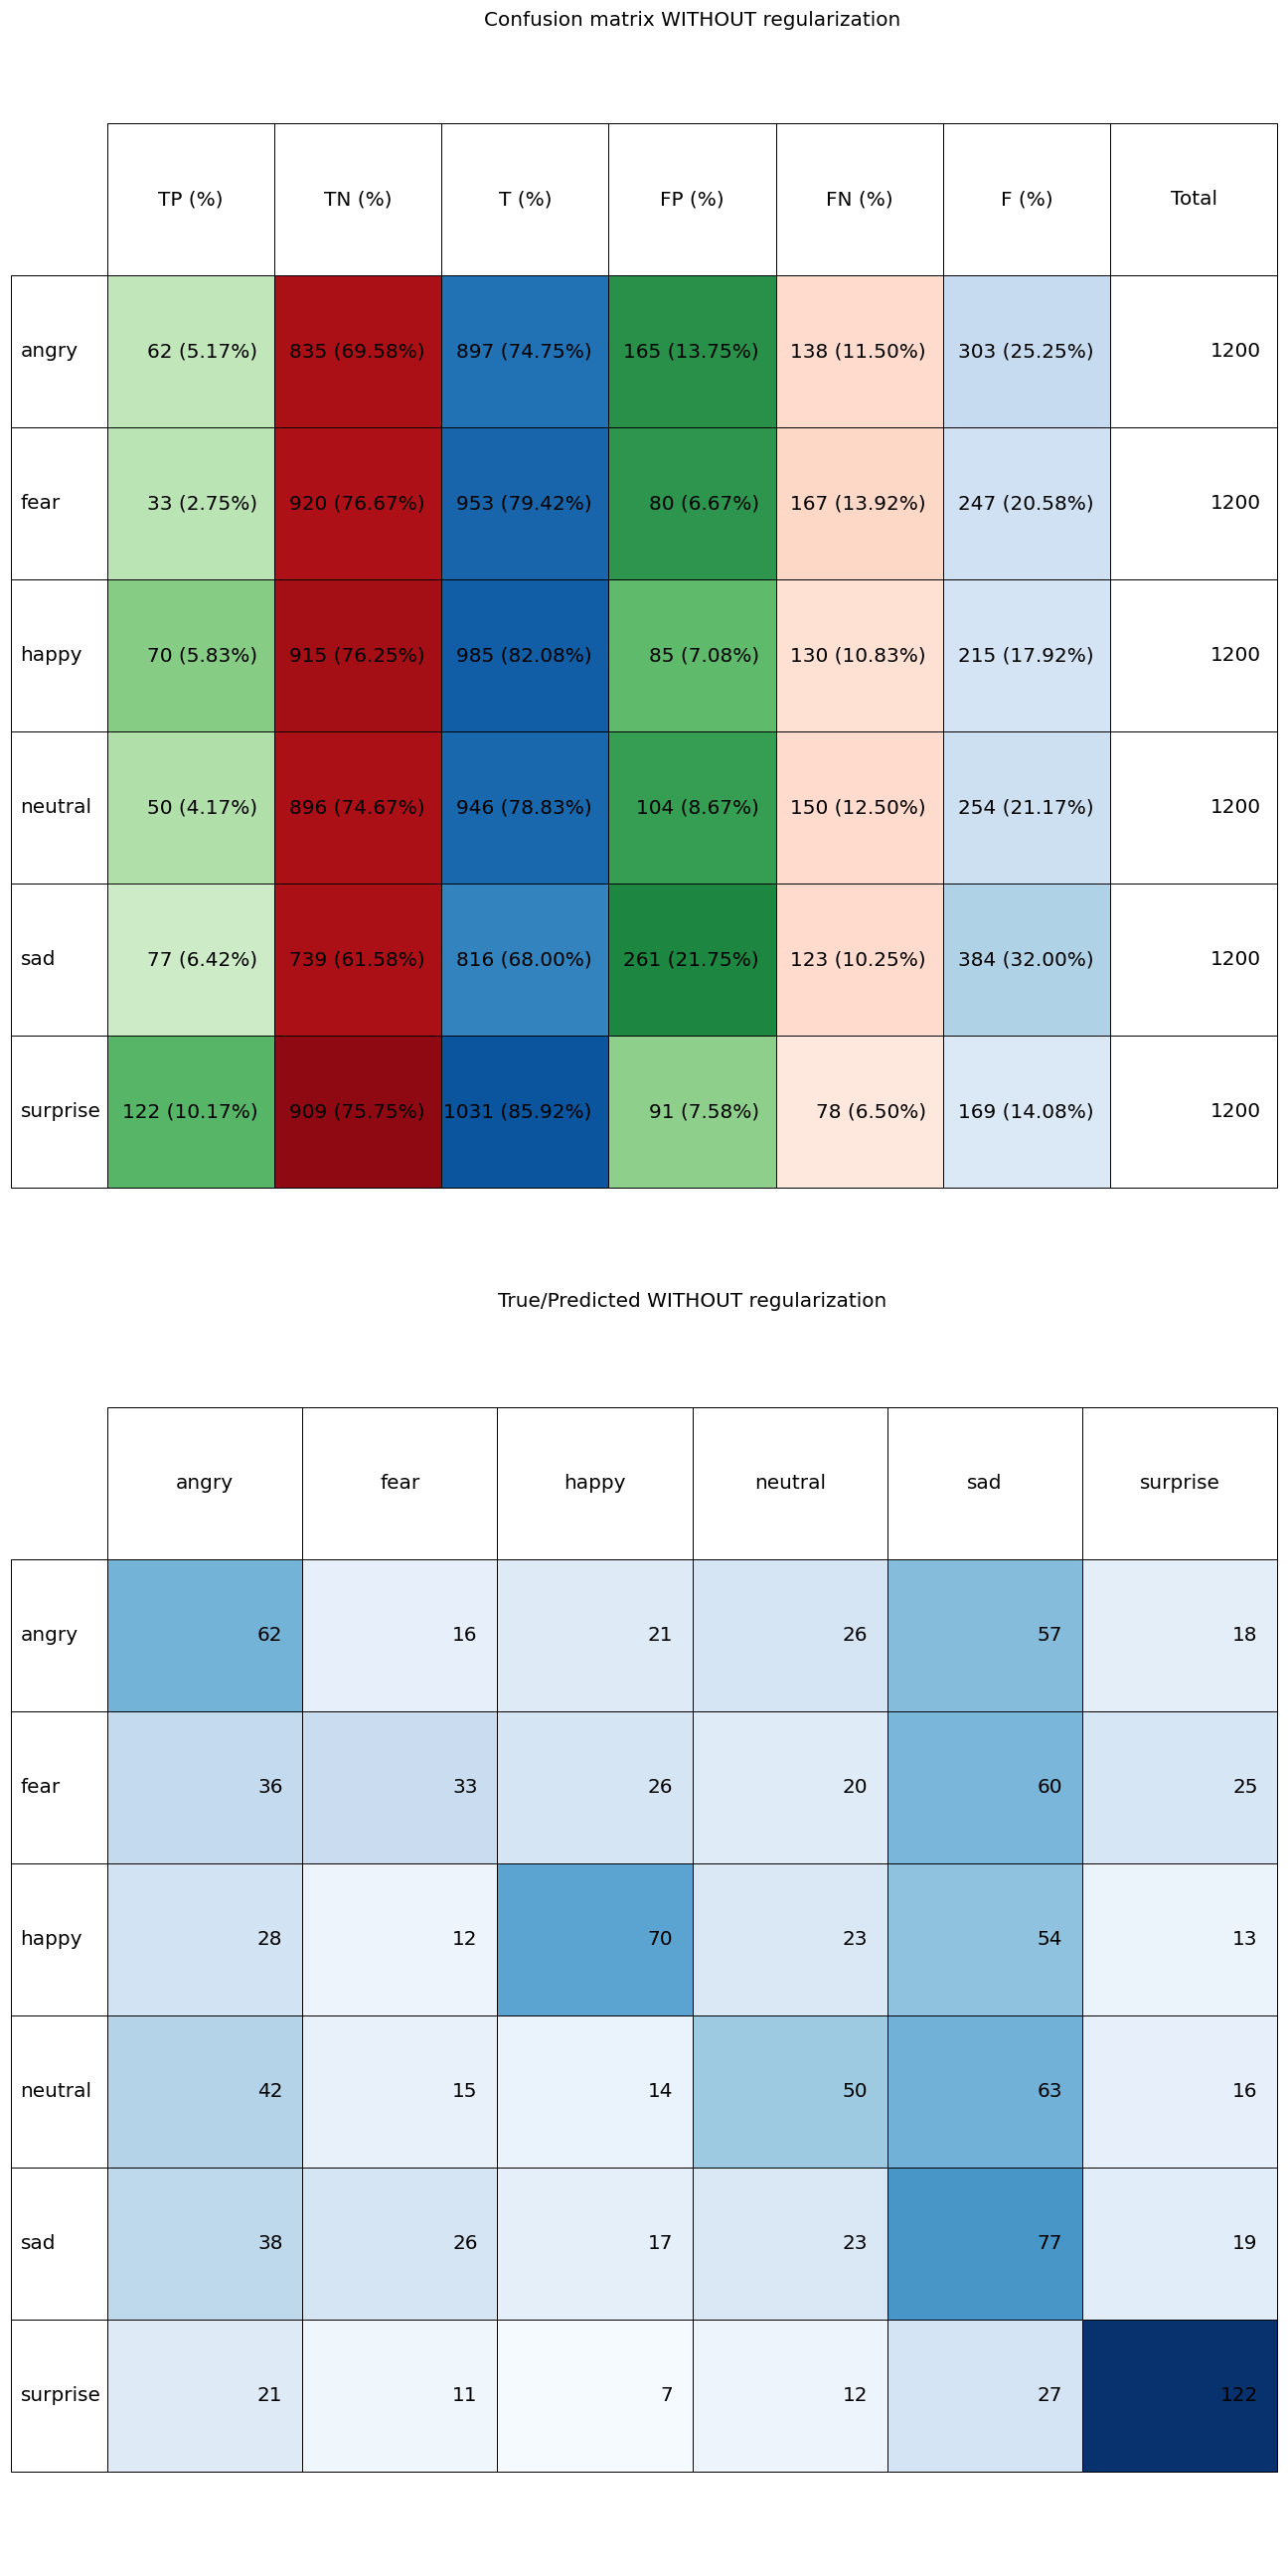 Confusion matrix WITHOUT regularization
TP (%) TN (%) T (%) FP (%) FN (%) F (%) Total
angry 62 (5.17%) 835 (69.58%) 897 (74.75%) 165 (13.75%) 138 (11.50%) 303 (25.25%) 1200
fear 33 (2.75%) 920 (76.67%) 953 (79.42%) 80 (6.67%) 167 (13.92%) 247 (20.58%) 1200
happy 70 (5.83%) 915 (76.25%) 985 (82.08%) 85 (7.08%) 130 (10.83%) 215 (17.92%) 1200
neutral 50 (4.17%) 896 (74.67%) 946 (78.83%) 104 (8.67%) 150 (12.50%) 254 (21.17%) 1200
sad 77 (6.42%) 739 (61.58%) 816 (68.00%) 261 (21.75%) 123 (10.25%) 384 (32.00%) 1200
surprise 122 (10.17%) 909 (75.75%) 1031 (85.92%) 91 (7.58%) 78 (6.50%) 169 (14.08%) 1200
True/Predicted WITHOUT regularization
angry fear happy neutral sad surprise
angry 62 16 21 26 57 18
fear 36 33 26 20 60 25
happy 28 12 70 23 54 13
neutral 42 15 14 50 63 16
sad 38 26 17 23 77 19
surprise 21 11 7 12 27 122